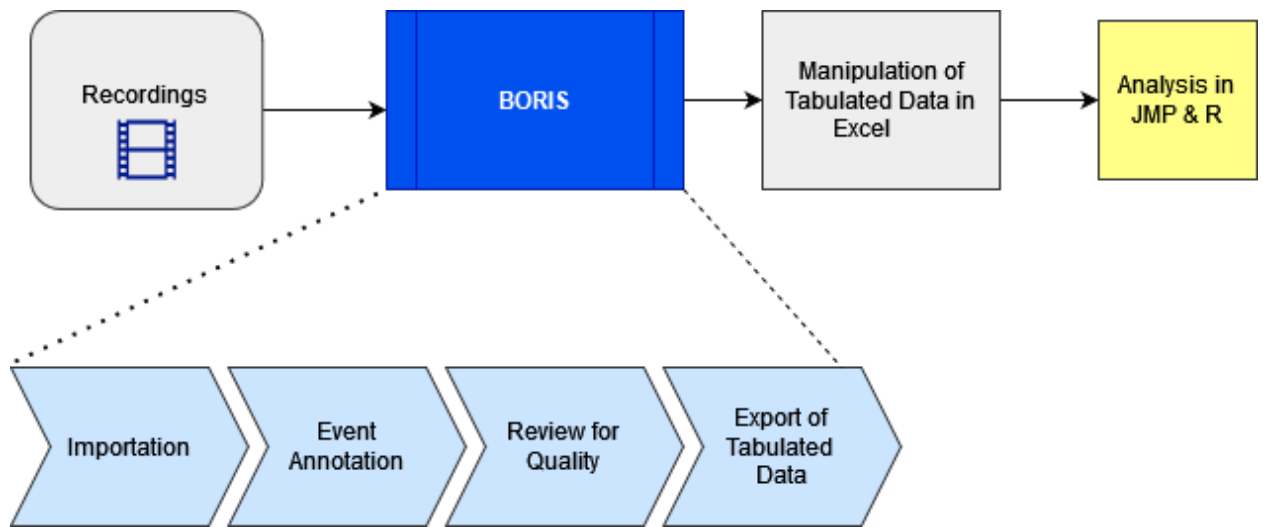 Recordings
BORIS
Manipulation of
Tabulated Data in
Excel
Analysis in
JMP & R
Importation
Event
Annotation
Review for
Quality
Export of
Tabulated
Data